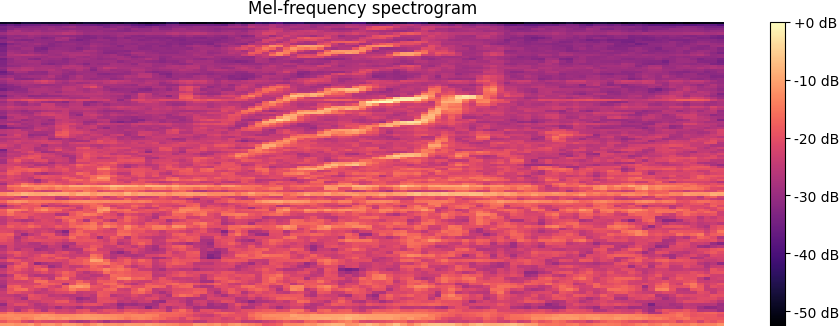 Mel-frequency spectrogram
+0 dB
-10 dB
-20 dB
-30 dB
-40 dB
-50 dB